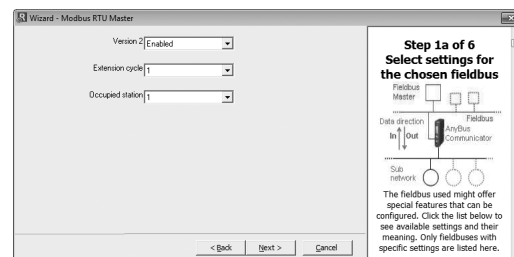 Wizard - Modbus RTU Master
Version 2 Enabled
Extension cycle 1
Occupied station 1
< Back Next > Cancel
Step 1a of 6
Select settings for
the chosen fieldbus
Fieldbus
Master
Fieldbus
Data direction
AnyBus
In Out
Communicator
Sub
network
The fieldbus used might offer
special features that can be
configured. Click the list below to
see available settings and their
meaning. Only fieldbuses with
specific settings are listed here.